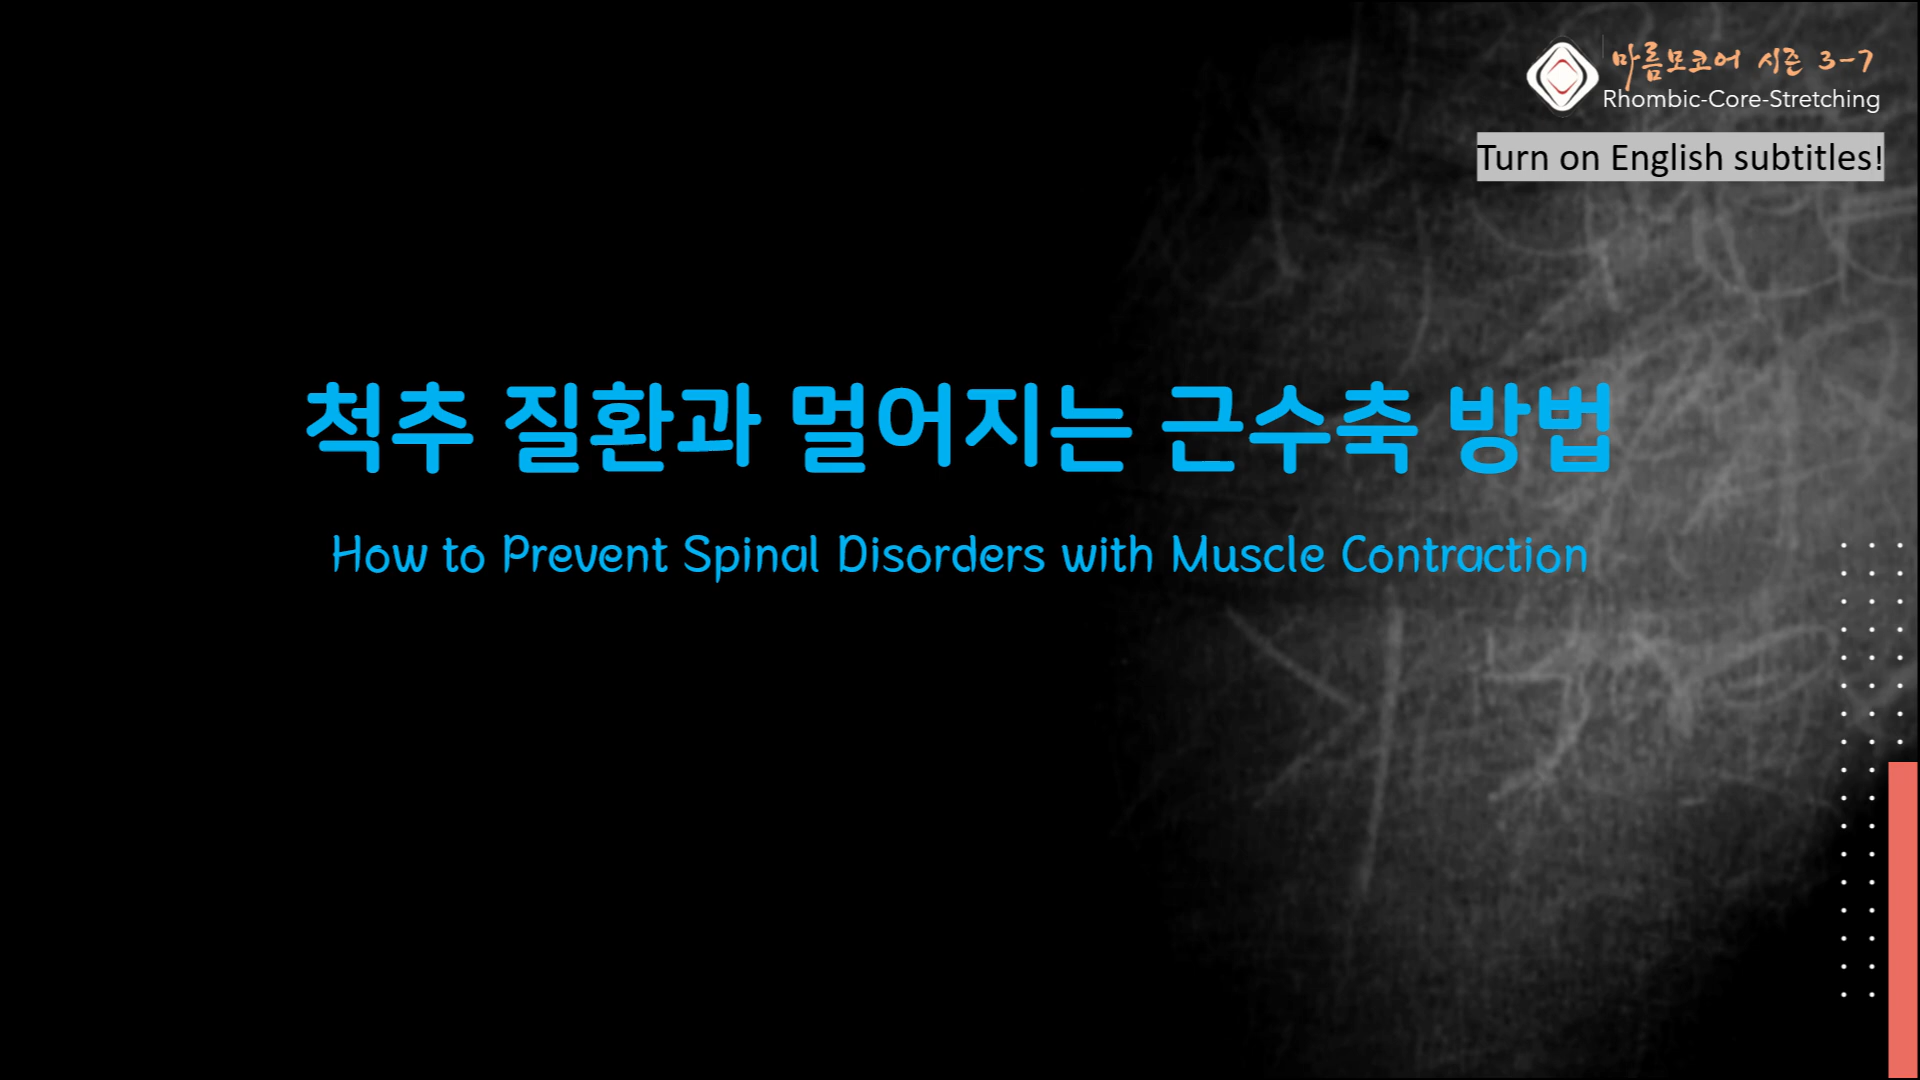 마름모코어 시즌 3-7
Rhombic-Core-Stretching
Turn on English subtitles!
척추 질환과 멀어지는 근수축 방법
How to Prevent Spinal Disorders with Muscle Contraction